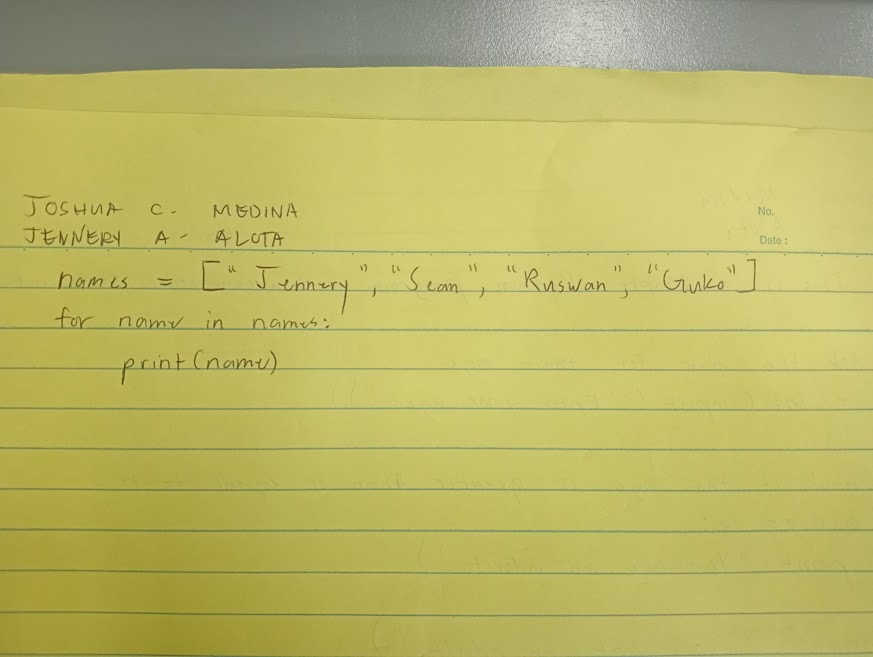 JOSHUA C. MEDINA
No.
JENNERY A. ALOTA
Date :
names = ["Jennery", "Sean", "Ruswan", "Guko"]
for name in names:
print(name)